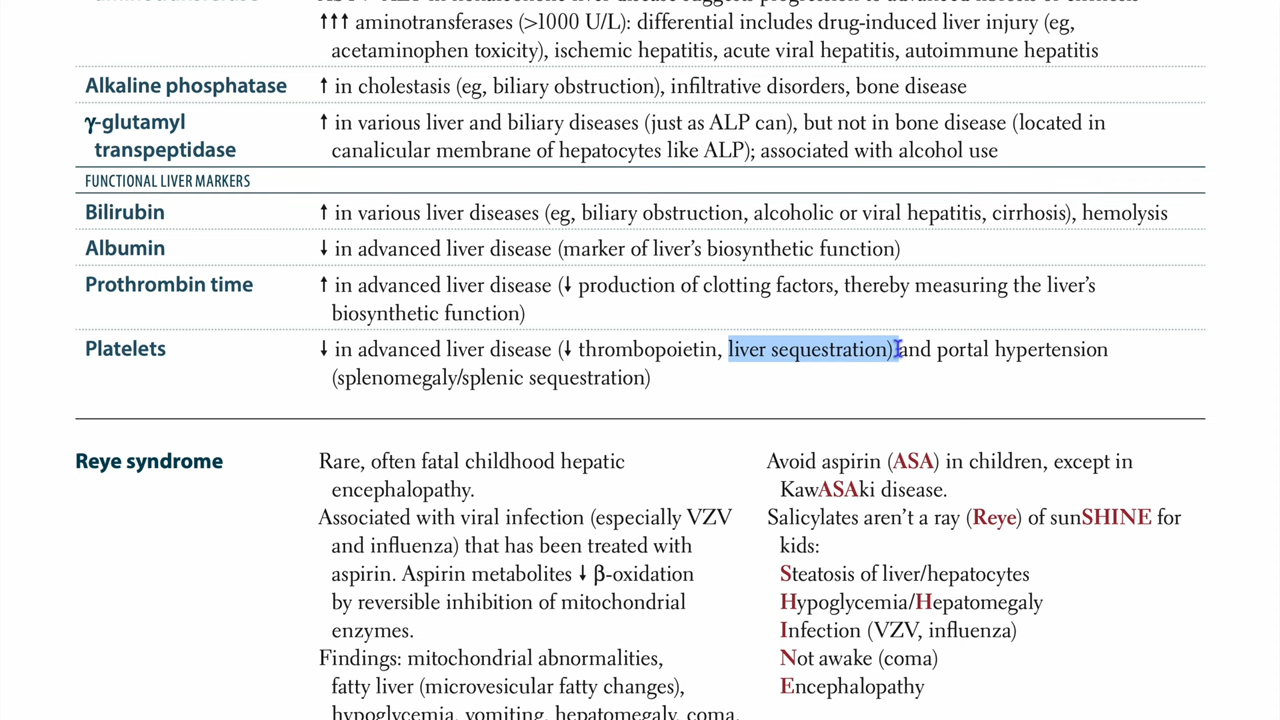 ↑↑↑ aminotransferases (>1000 U/L): differential includes drug-induced liver injury (eg,
acetaminophen toxicity), ischemic hepatitis, acute viral hepatitis, autoimmune hepatitis
Alkaline phosphatase ↑ in cholestasis (eg, biliary obstruction), infiltrative disorders, bone disease
γ-glutamyl ↑ in various liver and biliary diseases (just as ALP can), but not in bone disease (located in
transpeptidase canalicular membrane of hepatocytes like ALP); associated with alcohol use
FUNCTIONAL LIVER MARKERS
Bilirubin ↑ in various liver diseases (eg, biliary obstruction, alcoholic or viral hepatitis, cirrhosis), hemolysis
Albumin ↓ in advanced liver disease (marker of liver's biosynthetic function)
Prothrombin time ↑ in advanced liver disease (↓ production of clotting factors, thereby measuring the liver's
biosynthetic function)
Platelets ↓ in advanced liver disease (↓ thrombopoietin, liver sequestration) and portal hypertension
(splenomegaly/splenic sequestration)
Reye syndrome
Rare, often fatal childhood hepatic
encephalopathy.
Associated with viral infection (especially VZV
and influenza) that has been treated with
aspirin. Aspirin metabolites ↓ β-oxidation
by reversible inhibition of mitochondrial
enzymes.
Findings: mitochondrial abnormalities,
fatty liver (microvesicular fatty changes),
hypoglycemia, vomiting, hepatomegaly, coma.
Avoid aspirin (ASA) in children, except in
KawASAki disease.
Salicylates aren't a ray (Reye) of sunSHINE for
kids:
Steatosis of liver/hepatocytes
Hypoglycemia/Hepatomegaly
Infection (VZV, influenza)
Not awake (coma)
Encephalopathy